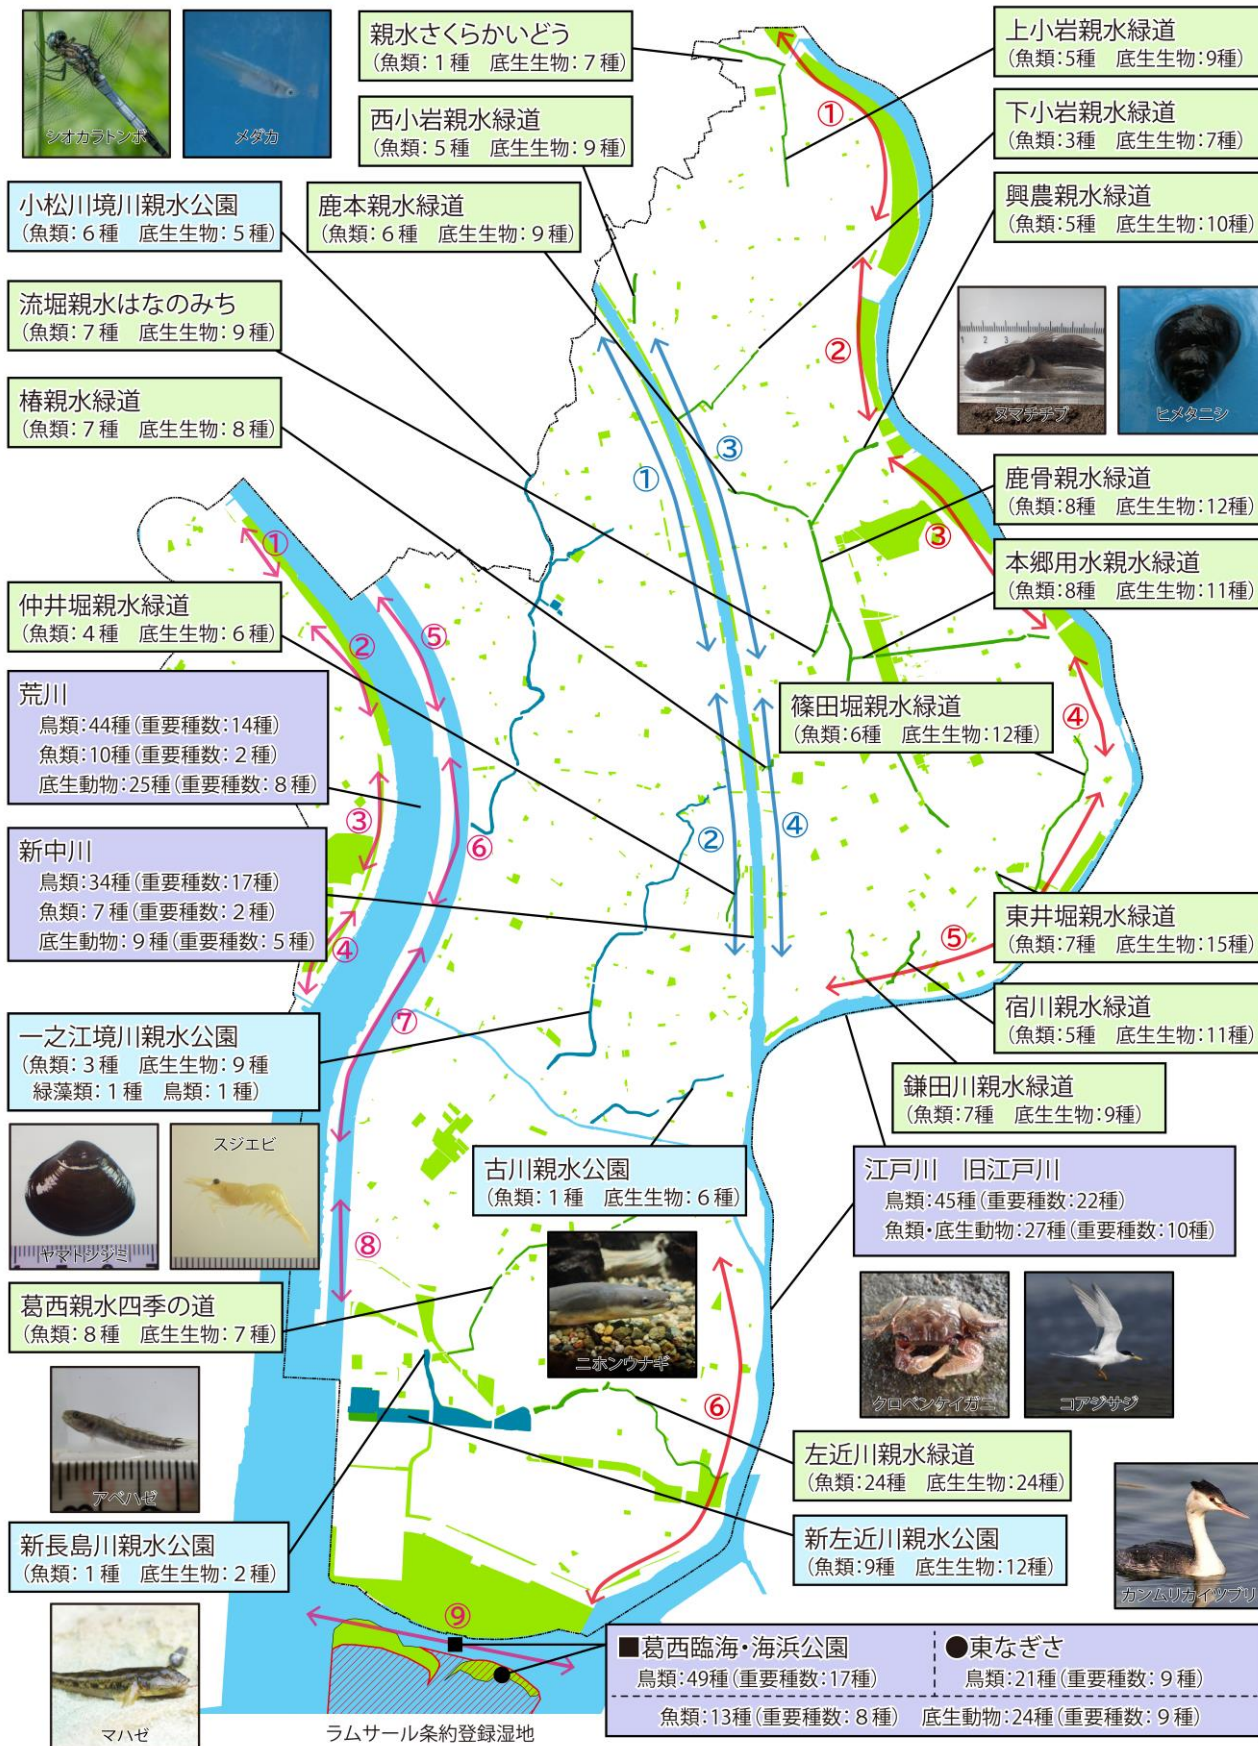 シオカラトンボ
メダカ
親水さくらかいどう
(魚類:1種 底生生物:7種)
上小岩親水緑道
(魚類:5種 底生生物:9種)
西小岩親水緑道
(魚類:5種 底生生物:9種)
下小岩親水緑道
(魚類:3種 底生生物:7種)
小松川境川親水公園
(魚類:6種 底生生物:5種)
鹿本親水緑道
(魚類:6種 底生生物:9種)
興農親水緑道
(魚類:5種 底生生物:10種)
流堀親水はなのみち
(魚類:7種 底生生物:9種)
ヌマチチブ
ヒメタニシ
椿親水緑道
(魚類:7種 底生生物:8種)
鹿骨親水緑道
(魚類:8種 底生生物:12種)
本郷用水親水緑道
(魚類:8種 底生生物:11種)
仲井堀親水緑道
(魚類:4種 底生生物:6種)
荒川
鳥類:44種(重要種数:14種)
魚類:10種(重要種数:2種)
底生動物:25種(重要種数:8種)
篠田堀親水緑道
(魚類:6種 底生生物:12種)
新中川
鳥類:34種(重要種数:17種)
魚類:7種(重要種数:2種)
底生動物:9種(重要種数:5種)
東井堀親水緑道
(魚類:7種 底生生物:15種)
宿川親水緑道
(魚類:5種 底生生物:11種)
一之江境川親水公園
(魚類:3種 底生生物:9種
緑藻類:1種 鳥類:1種)
鎌田川親水緑道
(魚類:7種 底生生物:9種)
ヤマトシジミ
スジエビ
古川親水公園
(魚類:1種 底生生物:6種)
江戸川 旧江戸川
鳥類:45種(重要種数:22種)
魚類・底生動物:27種(重要種数:10種)
葛西親水四季の道
(魚類:8種 底生生物:7種)
ニホンウナギ
クロベンケイガニ
コアジサシ
アベハゼ
左近川親水緑道
(魚類:24種 底生生物:24種)
新長島川親水公園
(魚類:1種 底生生物:2種)
新左近川親水公園
(魚類:9種 底生生物:12種)
カンムリカイツブリ
マハゼ
■葛西臨海・海浜公園
鳥類:49種(重要種数:17種)
●東なぎさ
鳥類:21種(重要種数:9種)
魚類:13種(重要種数:8種) 底生動物:24種(重要種数:9種)
ラムサール条約登録湿地
①
②
③
④
⑤
⑥
①
②
③
④
①
②
③
④
⑤
⑥
⑦
⑧
⑨